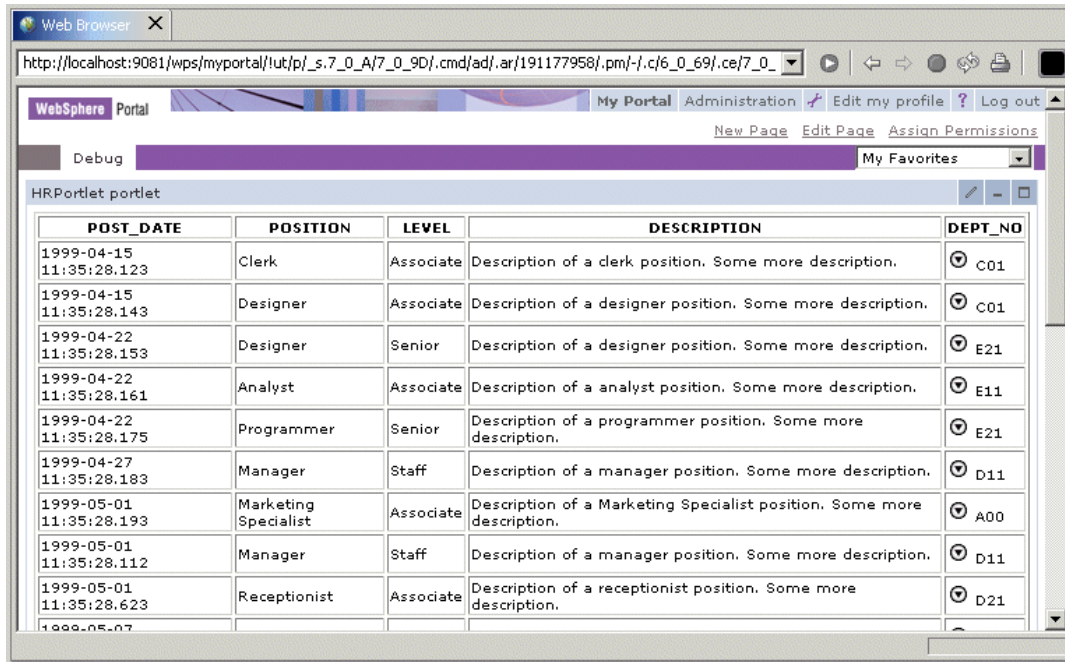 Web Browser X
http://localhost:9081/wps/myportal/!ut/p/_s.7_0_A/7_0_9D/.cmd/ad/.ar/191177958/.pm/-/.c/6_0_69/.ce/7_0_
WebSphere Portal My Portal Administration Edit my profile ? Log out
New Page Edit Page Assign Permissions
Debug My Favorites
HRPortlet portlet
POST_DATE POSITION LEVEL DESCRIPTION DEPT_NO
1999-04-15
11:35:28.123 Clerk Associate Description of a clerk position. Some more description. C01
1999-04-15
11:35:28.143 Designer Associate Description of a designer position. Some more description. C01
1999-04-22
11:35:28.153 Designer Senior Description of a designer position. Some more description. E21
1999-04-22
11:35:28.161 Analyst Associate Description of a analyst position. Some more description. E11
1999-04-22
11:35:28.175 Programmer Senior Description of a programmer position. Some more
description. E21
1999-04-27
11:35:28.183 Manager Staff Description of a manager position. Some more description. D11
1999-05-01
11:35:28.193 Marketing
Specialist Associate Description of a Marketing Specialist position. Some more
description. A00
1999-05-01
11:35:28.112 Manager Staff Description of a manager position. Some more description. D11
1999-05-01
11:35:28.623 Receptionist Associate Description of a receptionist position. Some more
description. D21
1999-05-07